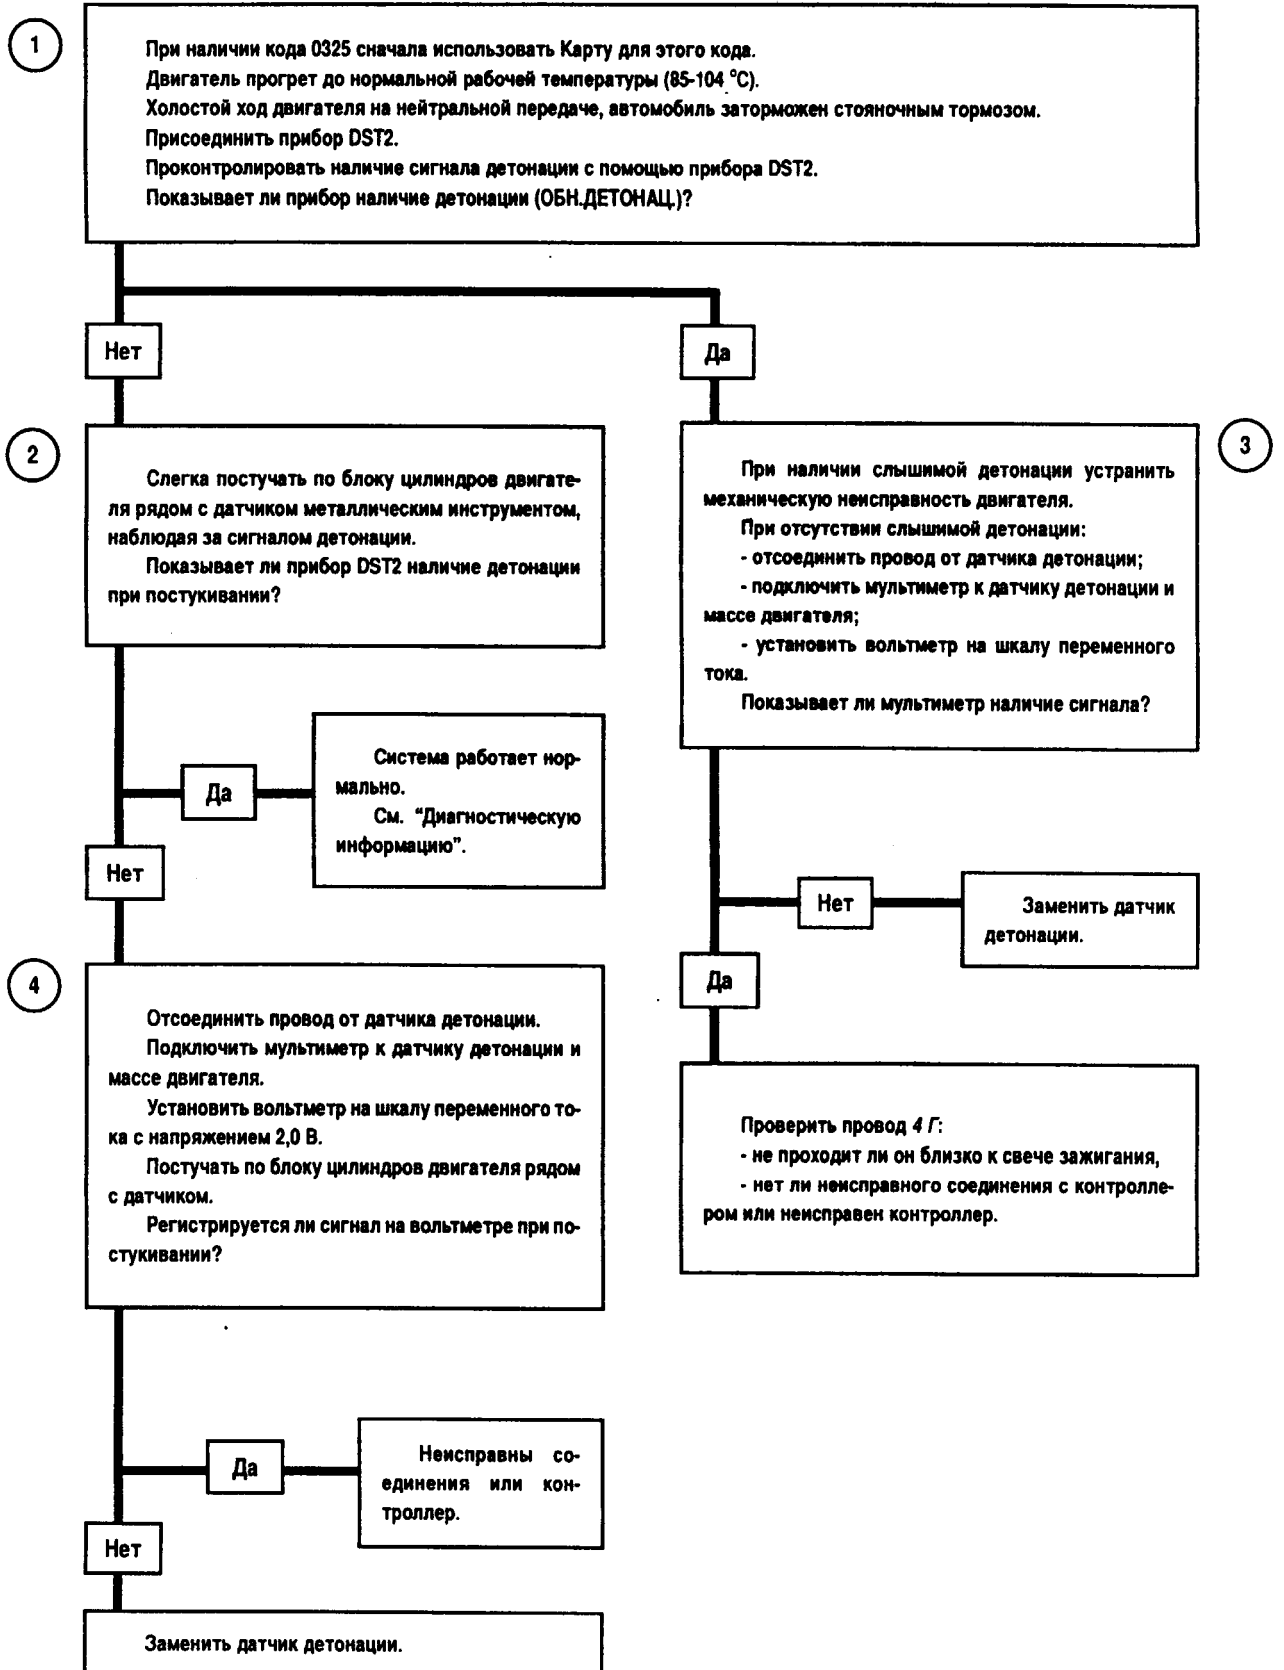 1
При наличии кода 0325 сначала использовать Карту для этого кода.
Двигатель прогрет до нормальной рабочей температуры (85-104 °C).
Холостой ход двигателя на нейтральной передаче, автомобиль заторможен стояночным тормозом.
Присоединить прибор DST2.
Проконтролировать наличие сигнала детонации с помощью прибора DST2.
Показывает ли прибор наличие детонации (ОБН.ДЕТОНАЦ.)?
Нет
Да
2
Слегка постучать по блоку цилиндров двигате-
ля рядом с датчиком металлическим инструментом,
наблюдая за сигналом детонации.
Показывает ли прибор DST2 наличие детонации
при постукивании?
3
При наличии слышимой детонации устранить
механическую неисправность двигателя.
При отсутствии слышимой детонации:
- отсоединить провод от датчика детонации;
- подключить мультиметр к датчику детонации и
массе двигателя;
- установить вольтметр на шкалу переменного
тока.
Показывает ли мультиметр наличие сигнала?
Да
Система работает нор-
мально.
См. "Диагностическую
информацию".
Нет
Нет
Заменить датчик
детонации.
Да
4
Отсоединить провод от датчика детонации.
Подключить мультиметр к датчику детонации и
массе двигателя.
Установить вольтметр на шкалу переменного то-
ка с напряжением 2,0 В.
Постучать по блоку цилиндров двигателя рядом
с датчиком.
Регистрируется ли сигнал на вольтметре при по-
стукивании?
Проверить провод 4 Г:
- не проходит ли он близко к свече зажигания,
- нет ли неисправного соединения с контролле-
ром или неисправен контроллер.
Да
Неисправны со-
единения или кон-
троллер.
Нет
Заменить датчик детонации.